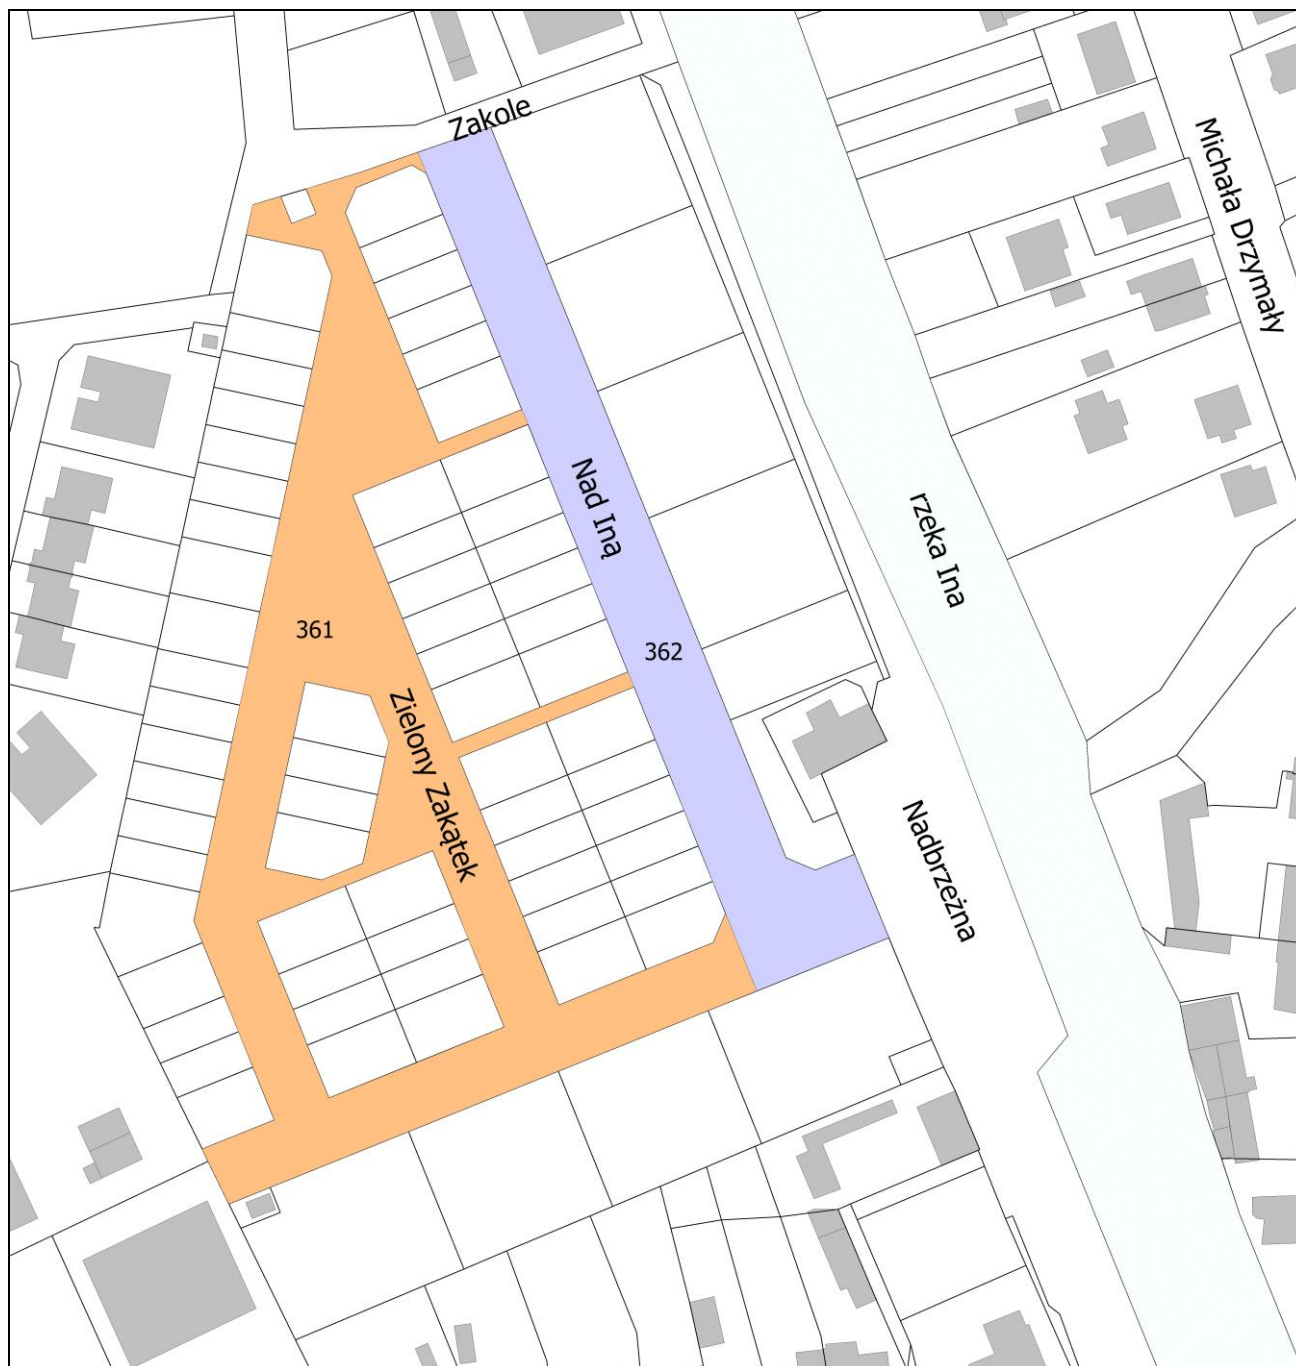 Zakole
Michała Drzymały
Nad Iną
rzeka Ina
361
362
Zielony Zakątek
Nadbrzeżna